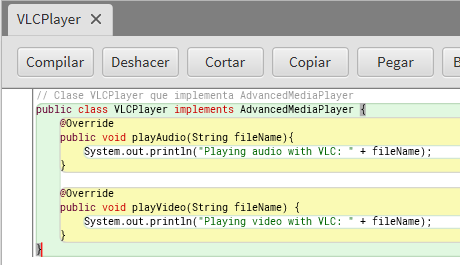 VLCPlayer ✕
Compilar Deshacer Cortar Copiar Pegar
// Clase VLCPlayer que implementa AdvancedMediaPlayer
public class VLCPlayer implements AdvancedMediaPlayer {
@Override
public void playAudio(String fileName){
System.out.println("Playing audio with VLC: " + fileName);
}
@Override
public void playVideo(String fileName) {
System.out.println("Playing video with VLC: " + fileName);
}
}